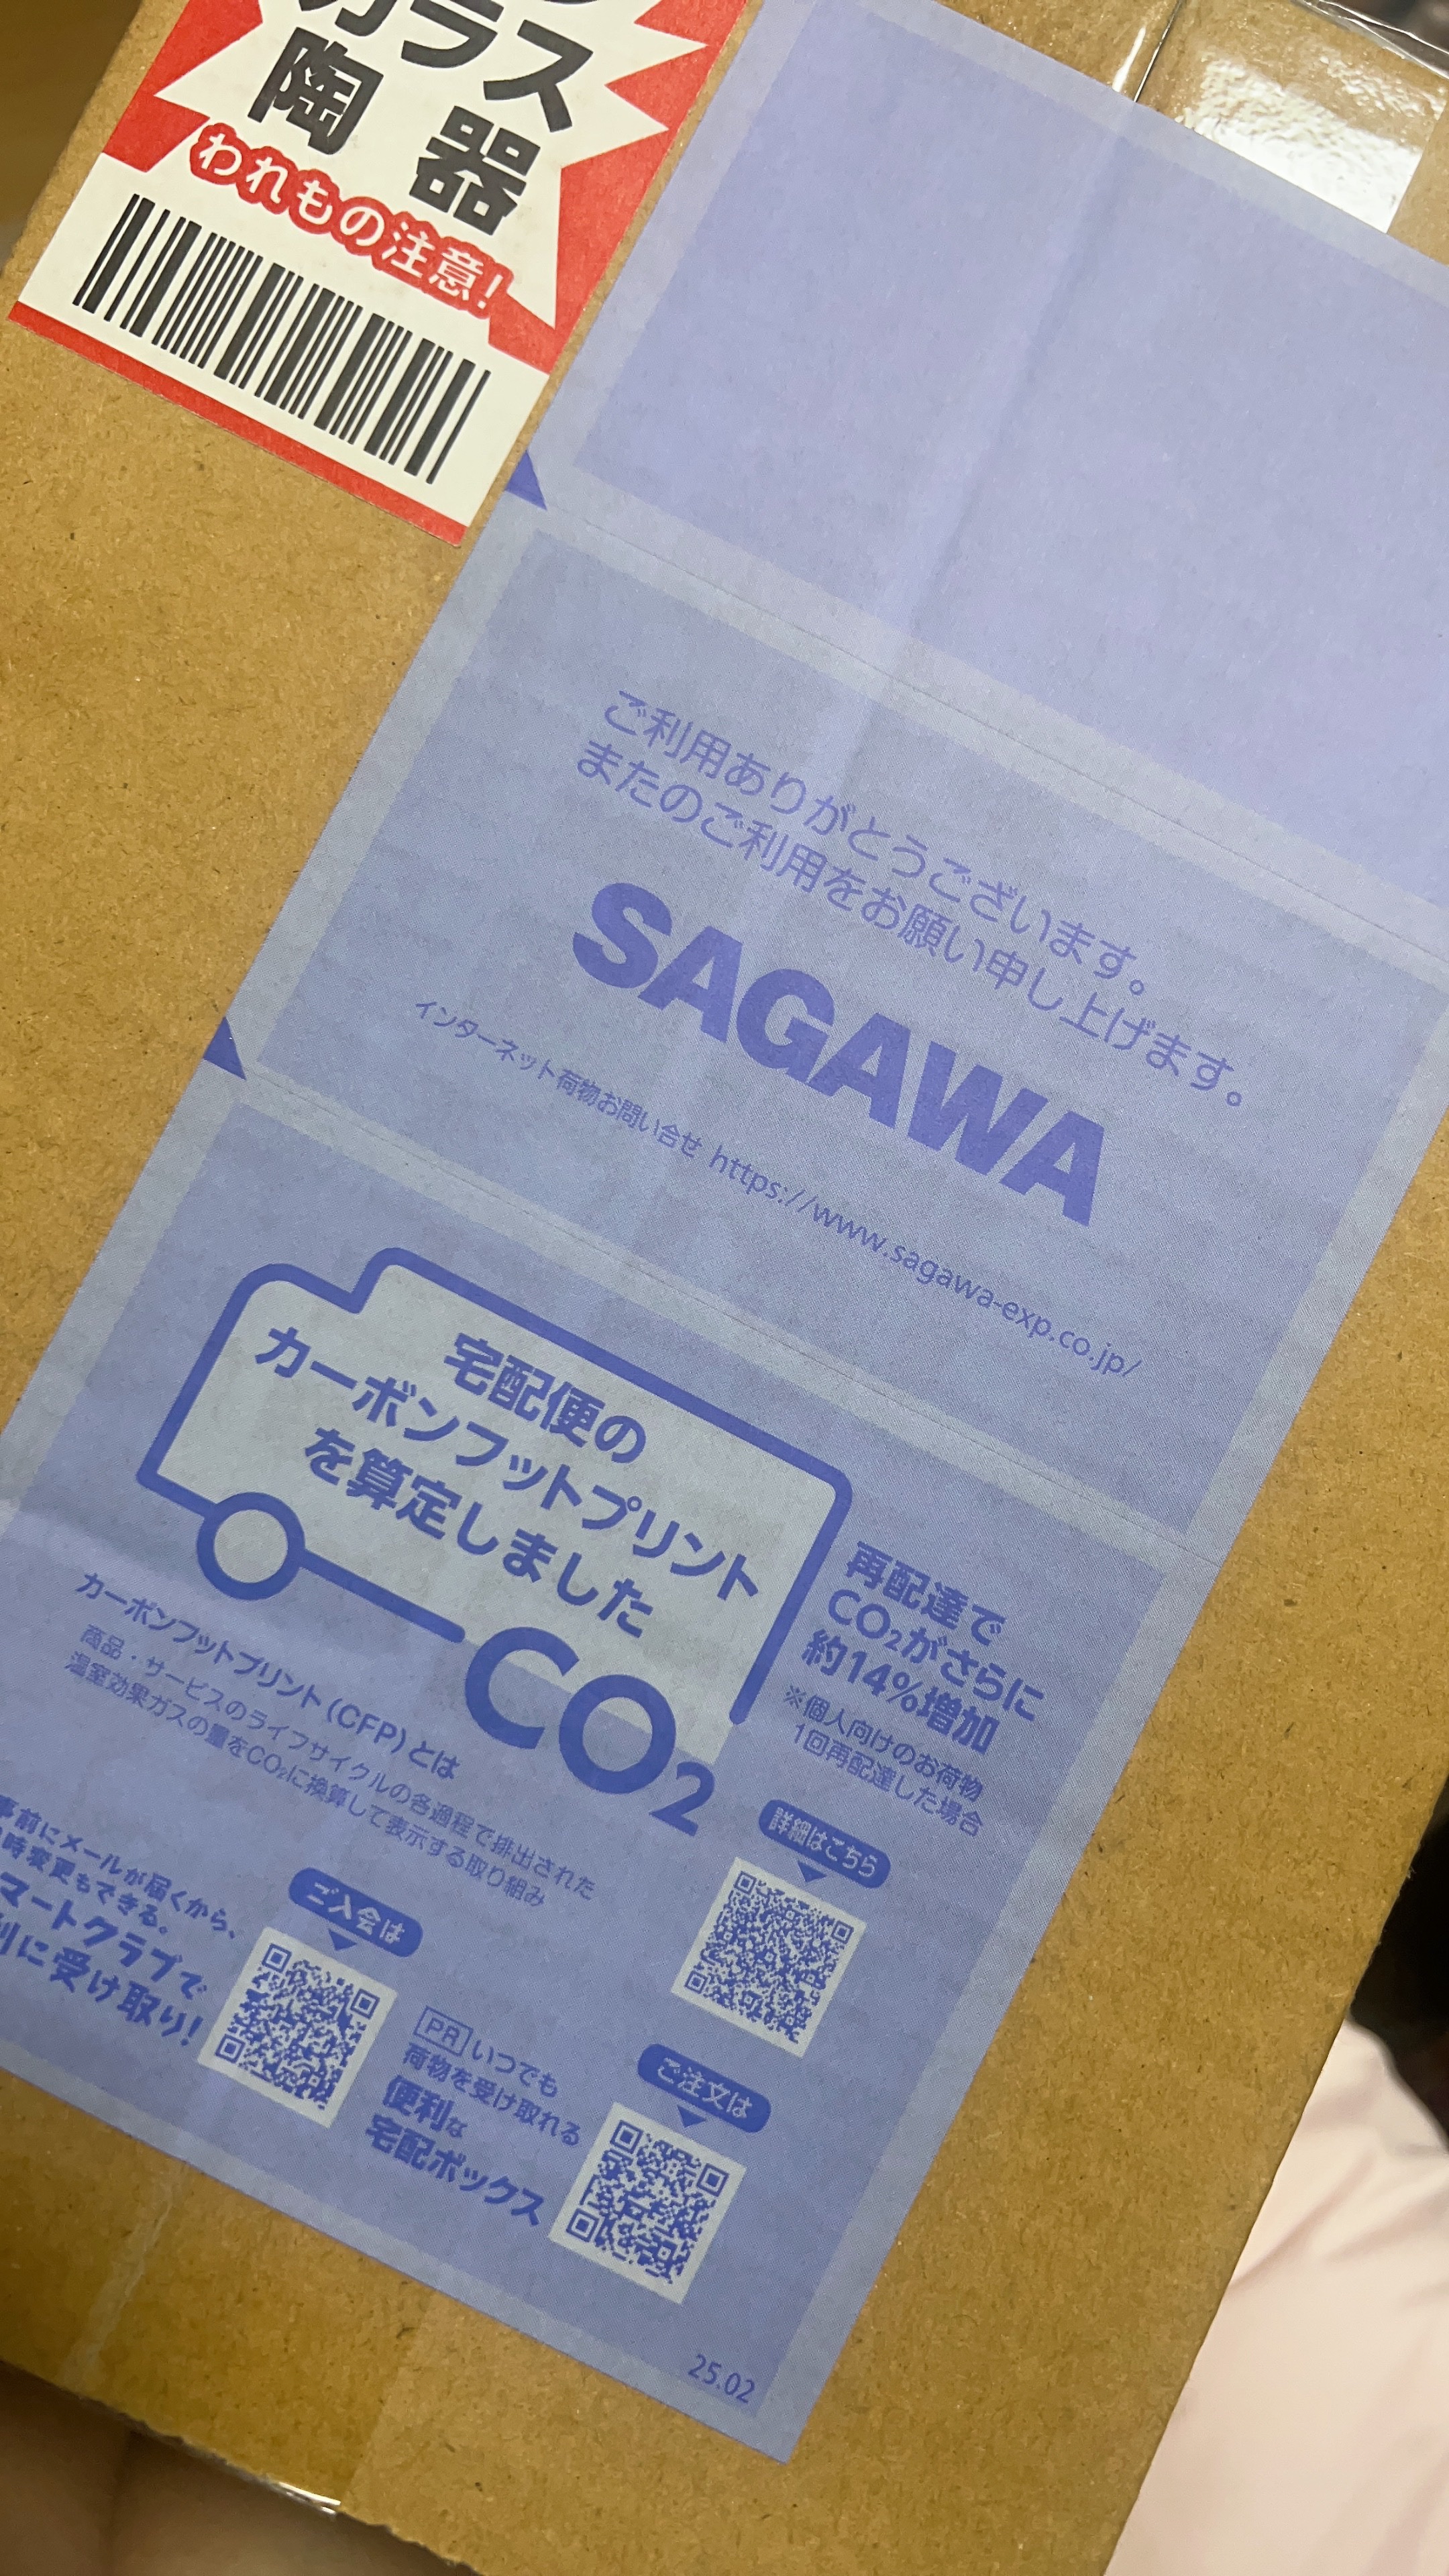 ガラス
陶器
われもの注意!
ご利用ありがとうございます。
またのご利用をお願い申し上げます。
SAGAWA
インターネット荷物お問い合せ https://www.sagawa-exp.co.jp/
宅配便の
カーボンフットプリント
を算定しました
CO2
再配達で
CO2がさらに
約14%増加
※個人向けのお荷物
1回再配達した場合
カーボンフットプリント(CFP)とは
商品・サービスのライフサイクルの各過程で排出された
温室効果ガスの量をCO2に換算して表示する取り組み
詳細はこちら
事前にメールが届くから、
時変更もできる。
マートクラブで
利に受け取り!
ご入会は
PR いつでも
荷物を受け取れる
便利な
宅配ボックス
ご注文は
25.02